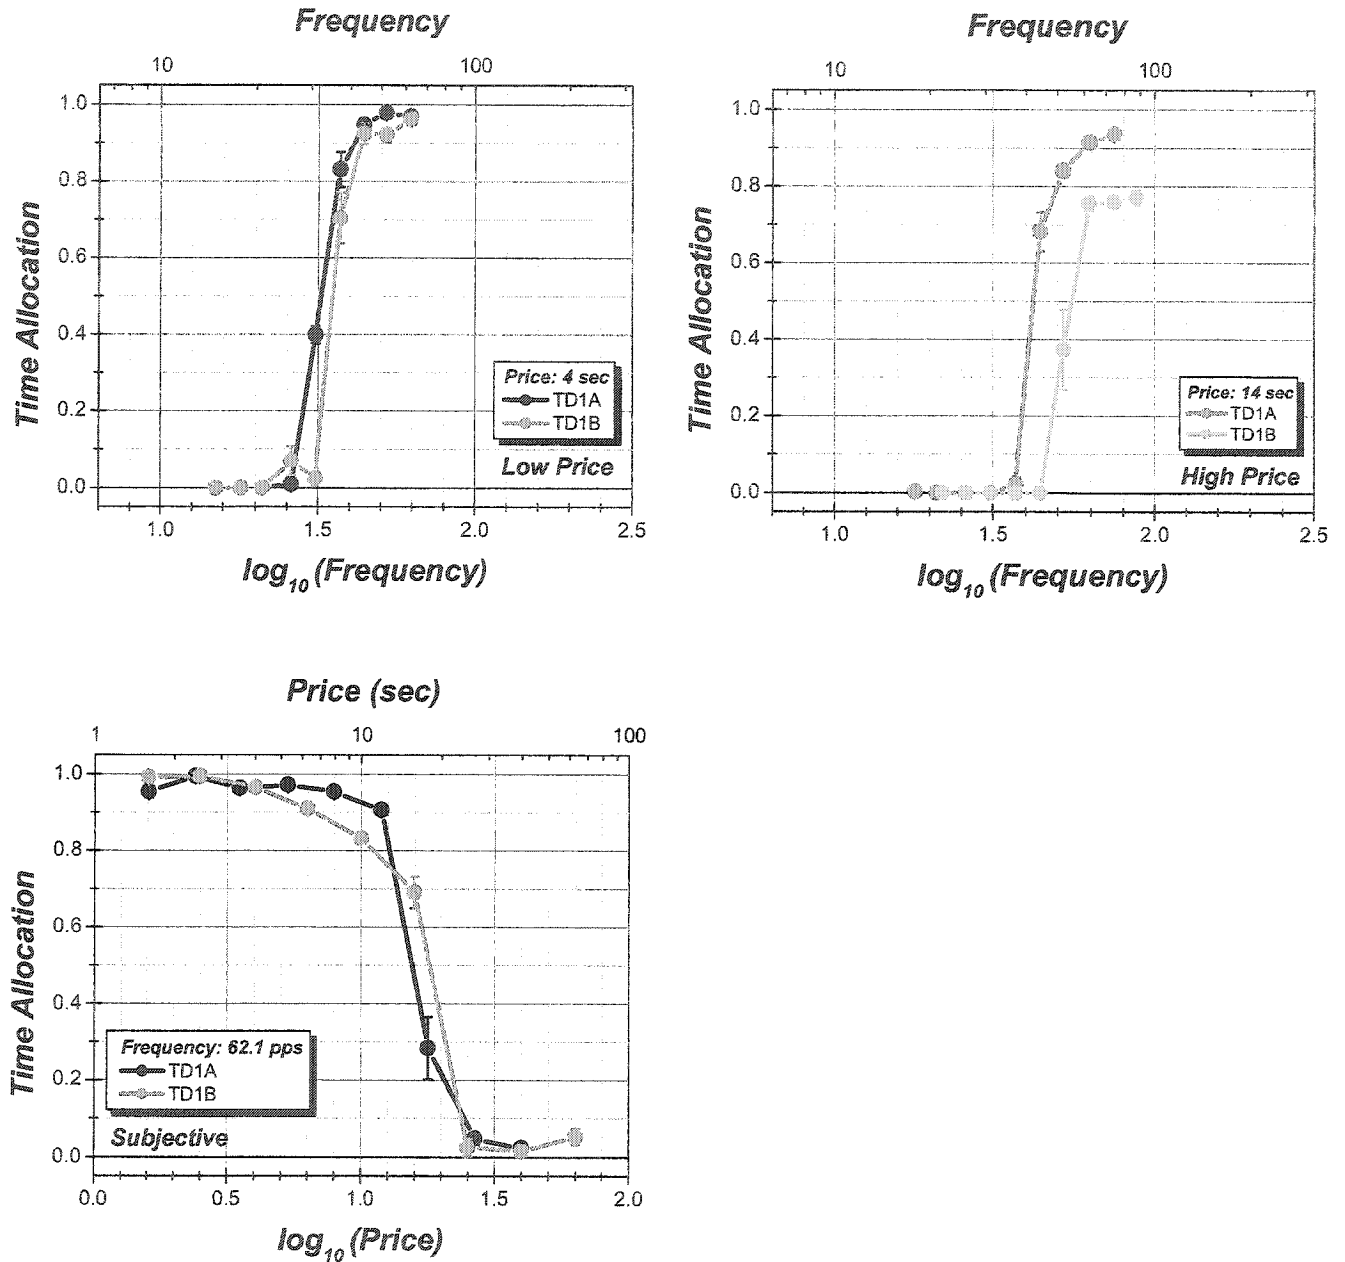 Frequency
10 100
1.0
0.8
0.6
0.4
0.2
0.0
Time Allocation
Price: 4 sec
TD1A
TD1B
Low Price
1.0 1.5 2.0 2.5
log10 (Frequency)
Frequency
10 100
1.0
0.8
0.6
0.4
0.2
0.0
Time Allocation
Price: 14 sec
TD1A
TD1B
High Price
1.0 1.5 2.0 2.5
log10 (Frequency)
Price (sec)
1 10 100
1.0
0.8
0.6
0.4
0.2
0.0
Time Allocation
Frequency: 62.1 pps
TD1A
TD1B
Subjective
0.0 0.5 1.0 1.5 2.0
log10 (Price)